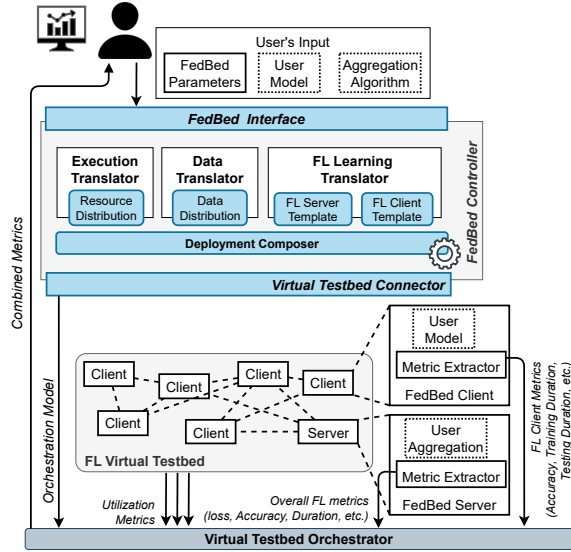 User's Input
FedBed
Parameters
User
Model
Aggregation
Algorithm
FedBed Interface
Execution
Translator
Resource
Distribution
Data
Translator
Data
Distribution
FL Learning
Translator
FL Server
Template
FL Client
Template
Deployment Composer
FedBed Controller
Virtual Testbed Connector
Combined Metrics
Orchestration Model
Client
Client
Client
Client
Client
Client
Server
FL Virtual Testbed
User
Model
Metric Extractor
FedBed Client
User
Aggregation
Metric Extractor
FedBed Server
FL Client Metrics
(Accuracy, Training Duration,
Testing Duration, etc.)
Utilization
Metrics
Overall FL metrics
(loss, Accuracy, Duration, etc.)
Virtual Testbed Orchestrator